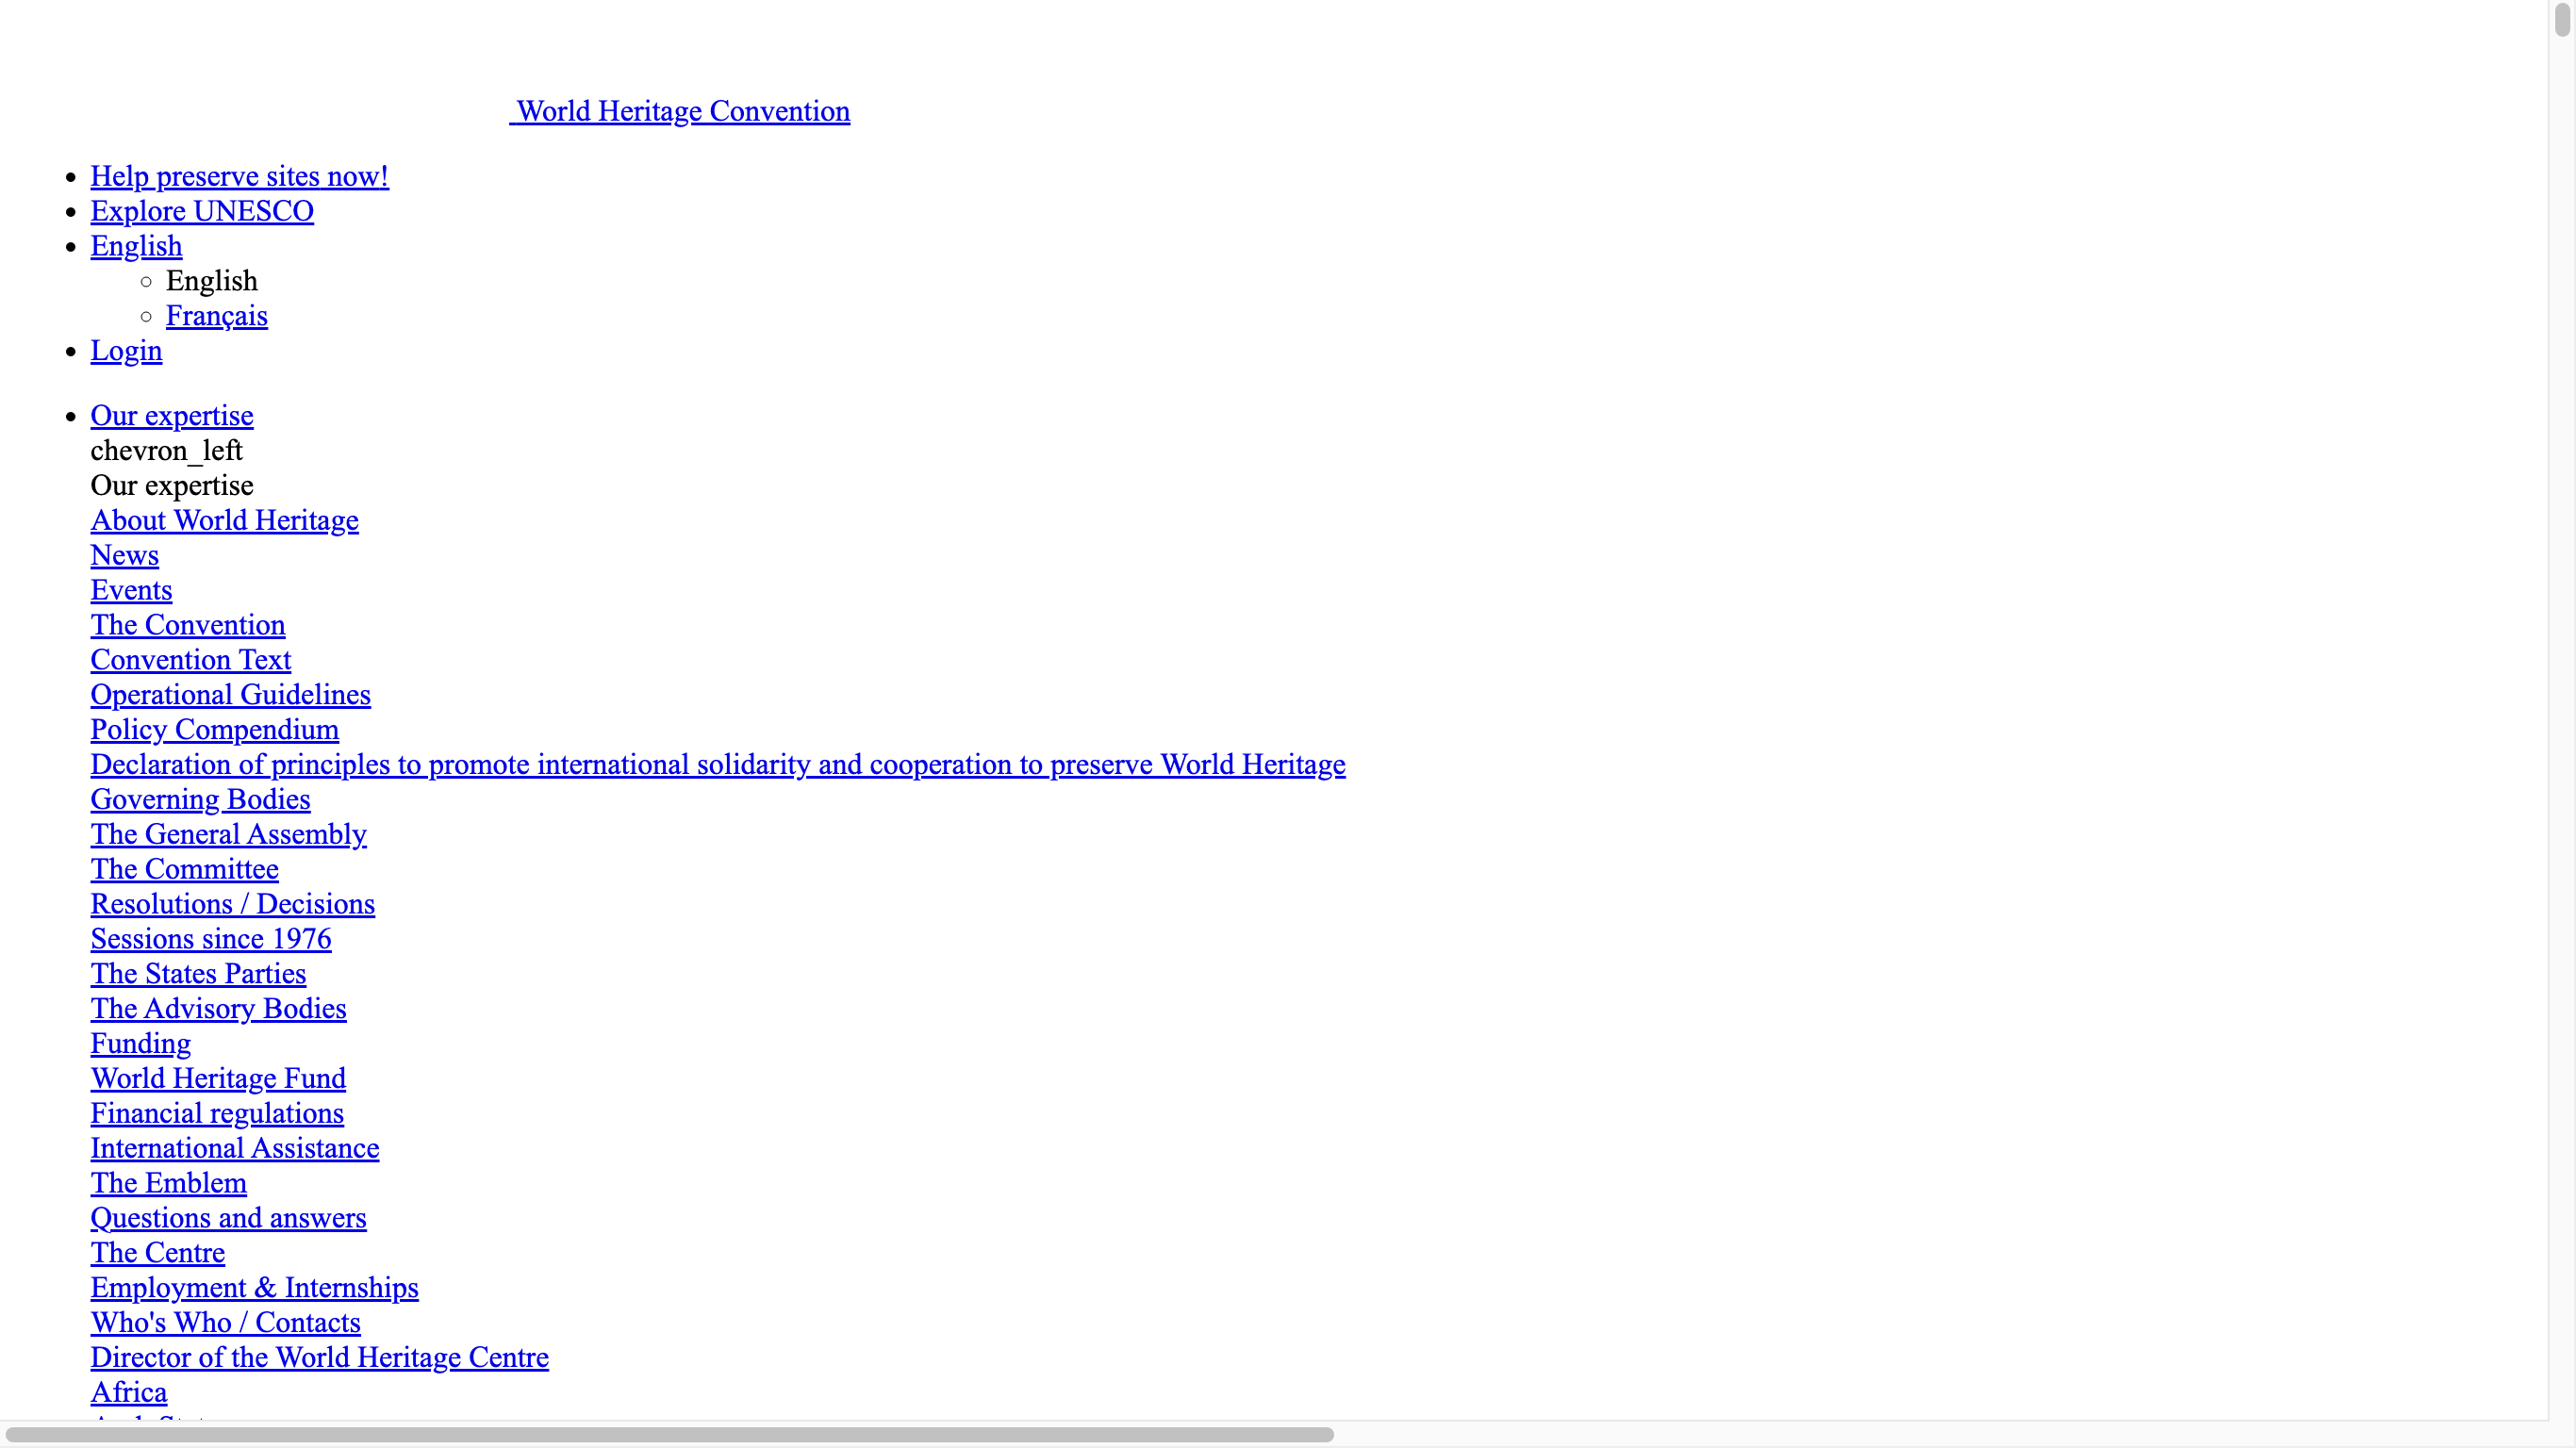 World Heritage Convention
Help preserve sites now!
Explore UNESCO
English
English
Français
Login
Our expertise
chevron_left
Our expertise
About World Heritage
News
Events
The Convention
Convention Text
Operational Guidelines
Policy Compendium
Declaration of principles to promote international solidarity and cooperation to preserve World Heritage
Governing Bodies
The General Assembly
The Committee
Resolutions / Decisions
Sessions since 1976
The States Parties
The Advisory Bodies
Funding
World Heritage Fund
Financial regulations
International Assistance
The Emblem
Questions and answers
The Centre
Employment & Internships
Who's Who / Contacts
Director of the World Heritage Centre
Africa